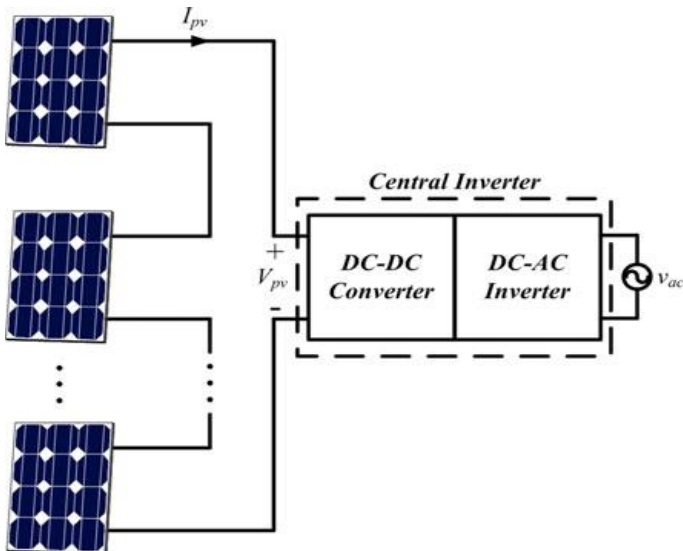 I_pv
Central Inverter
+
V_pv
-
DC-DC
Converter
DC-AC
Inverter
v_ac